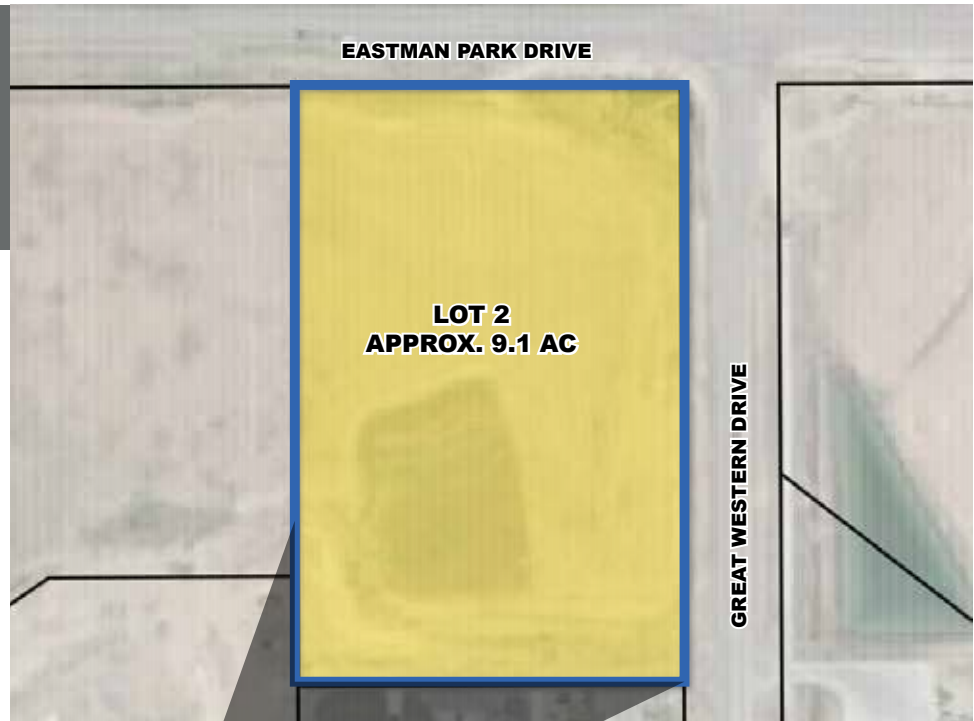 EASTMAN PARK DRIVE
LOT 2
APPROX. 9.1 AC
GREAT WESTERN DRIVE